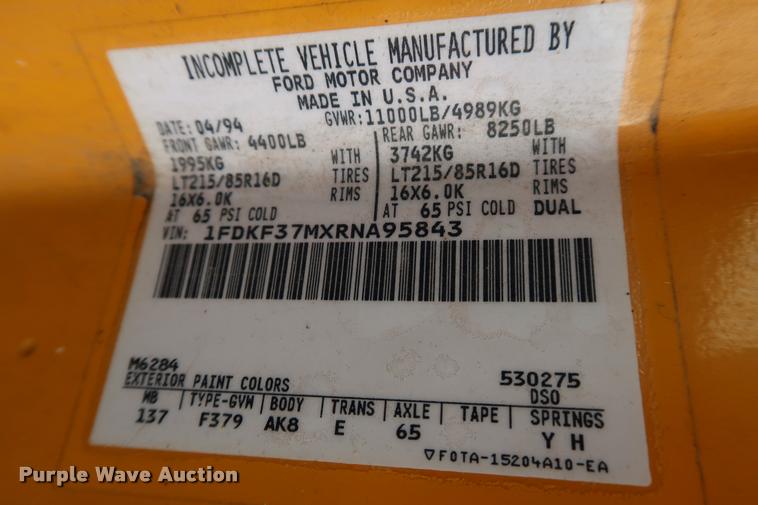 INCOMPLETE VEHICLE MANUFACTURED BY
FORD MOTOR COMPANY
MADE IN U.S.A.
DATE: 04/94 GVWR:11000LB/4989KG
FRONT GAWR: 4400LB REAR GAWR: 8250LB
1995KG WITH 3742KG WITH
LT215/85R16D TIRES LT215/85R16D TIRES
16X6.0K RIMS 16X6.0K RIMS
AT 65 PSI COLD AT 65 PSI COLD DUAL
VIN: 1FDKF37MXRNA95843
M6284 530275
EXTERIOR PAINT COLORS DSO
WB TYPE-GVM BODY TRANS AXLE TAPE SPRINGS
137 F379 AK8 E 65 Y H
▽F0TA-15204A10-EA
Purple Wave Auction